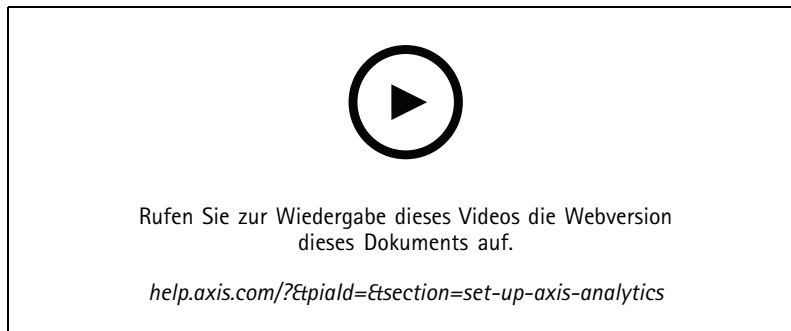 Rufen Sie zur Wiedergabe dieses Videos die Webversion
dieses Dokuments auf.
help.axis.com/?&piaId=&section=set-up-axis-analytics